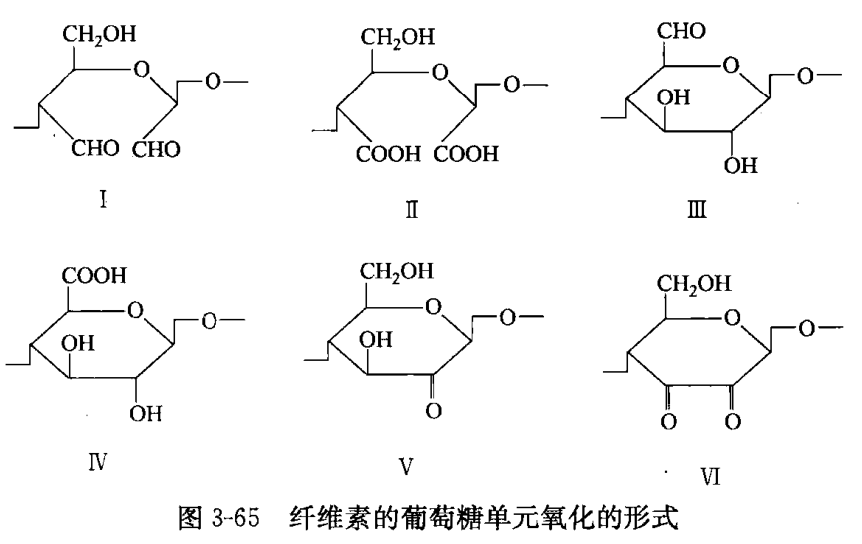 CH₂OH CH₂OH CHO
O O O O O O
OH
CHO CHO COOH COOH OH
Ⅰ Ⅱ Ⅲ
COOH CH₂OH CH₂OH
O O O O O O
OH OH
OH O O O
Ⅳ Ⅴ Ⅵ
图 3-65 纤维素的葡萄糖单元氧化的形式